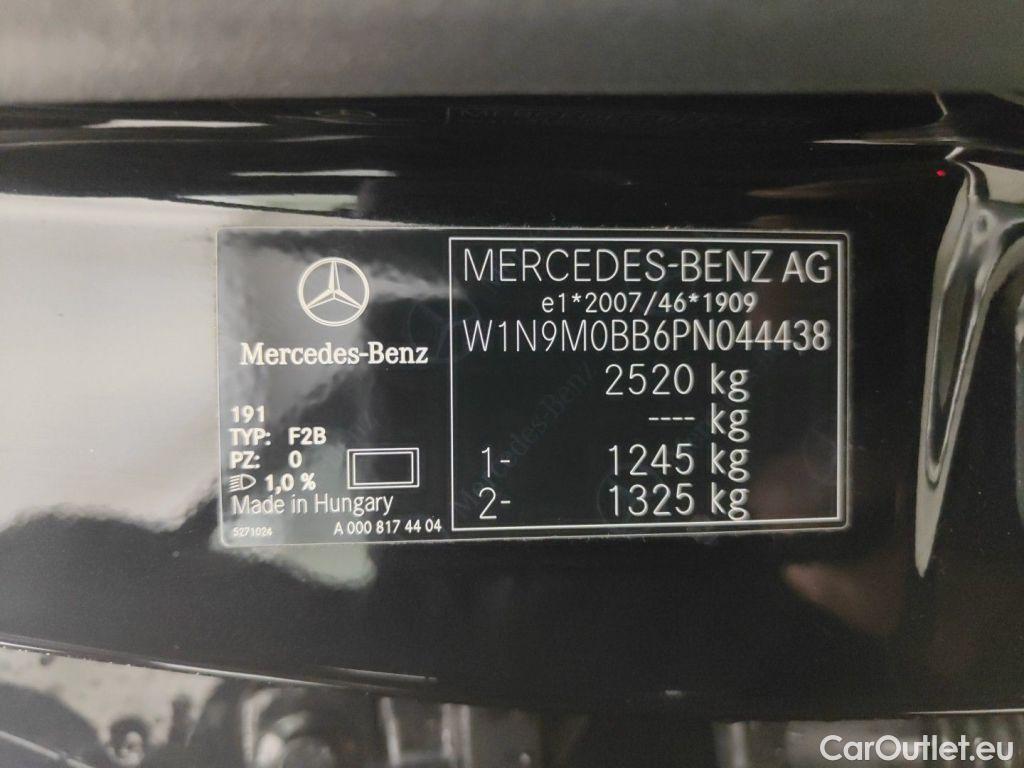 Mercedes-Benz
191
TYP: F2B
PZ: 0
1,0 %
Made in Hungary
5271024
A 000 817 44 04
MERCEDES-BENZ AG
e1*2007/46*1909
W1N9M0BB6PN044438
2520 kg
---- kg
1- 1245 kg
2- 1325 kg
CarOutlet.eu